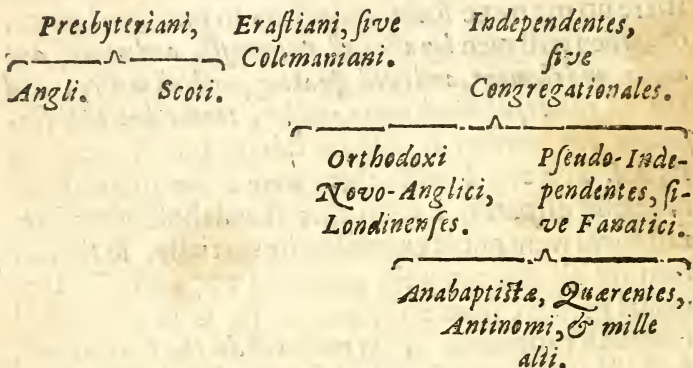 Presbyteriani, Eraſtiani, ſive Independentes,
Colemaniani. ſive
Angli. Scoti. Congregationales.
Orthodoxi Pſeudo-Inde-
Novo-Anglici, pendentes, ſi-
Londinenſes. ve Fanatici.
Anabaptiſtæ, Quærentes,
Antinomi, & mille
alii.